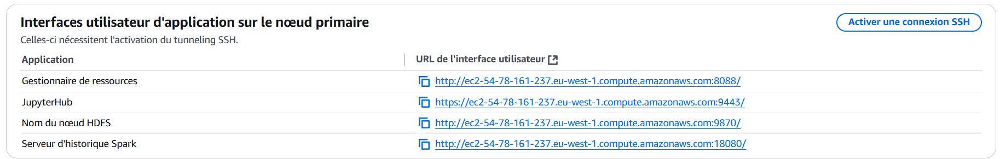 Interfaces utilisateur d'application sur le nœud primaire
Activer une connexion SSH
Celles-ci nécessitent l'activation du tunneling SSH.
Application URL de l'interface utilisateur
Gestionnaire de ressources http://ec2-54-78-161-237.eu-west-1.compute.amazonaws.com:8088/
JupyterHub https://ec2-54-78-161-237.eu-west-1.compute.amazonaws.com:9443/
Nom du nœud HDFS http://ec2-54-78-161-237.eu-west-1.compute.amazonaws.com:9870/
Serveur d'historique Spark http://ec2-54-78-161-237.eu-west-1.compute.amazonaws.com:18080/